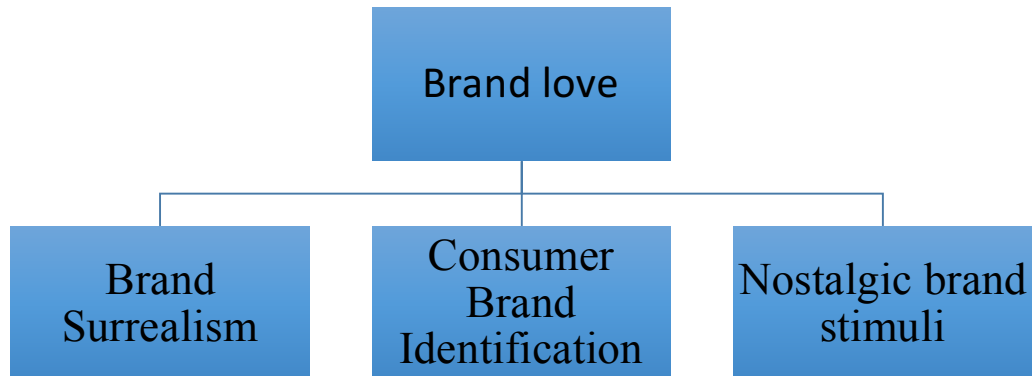 Brand love
Brand
Surrealism
Consumer
Brand
Identification
Nostalgic brand
stimuli